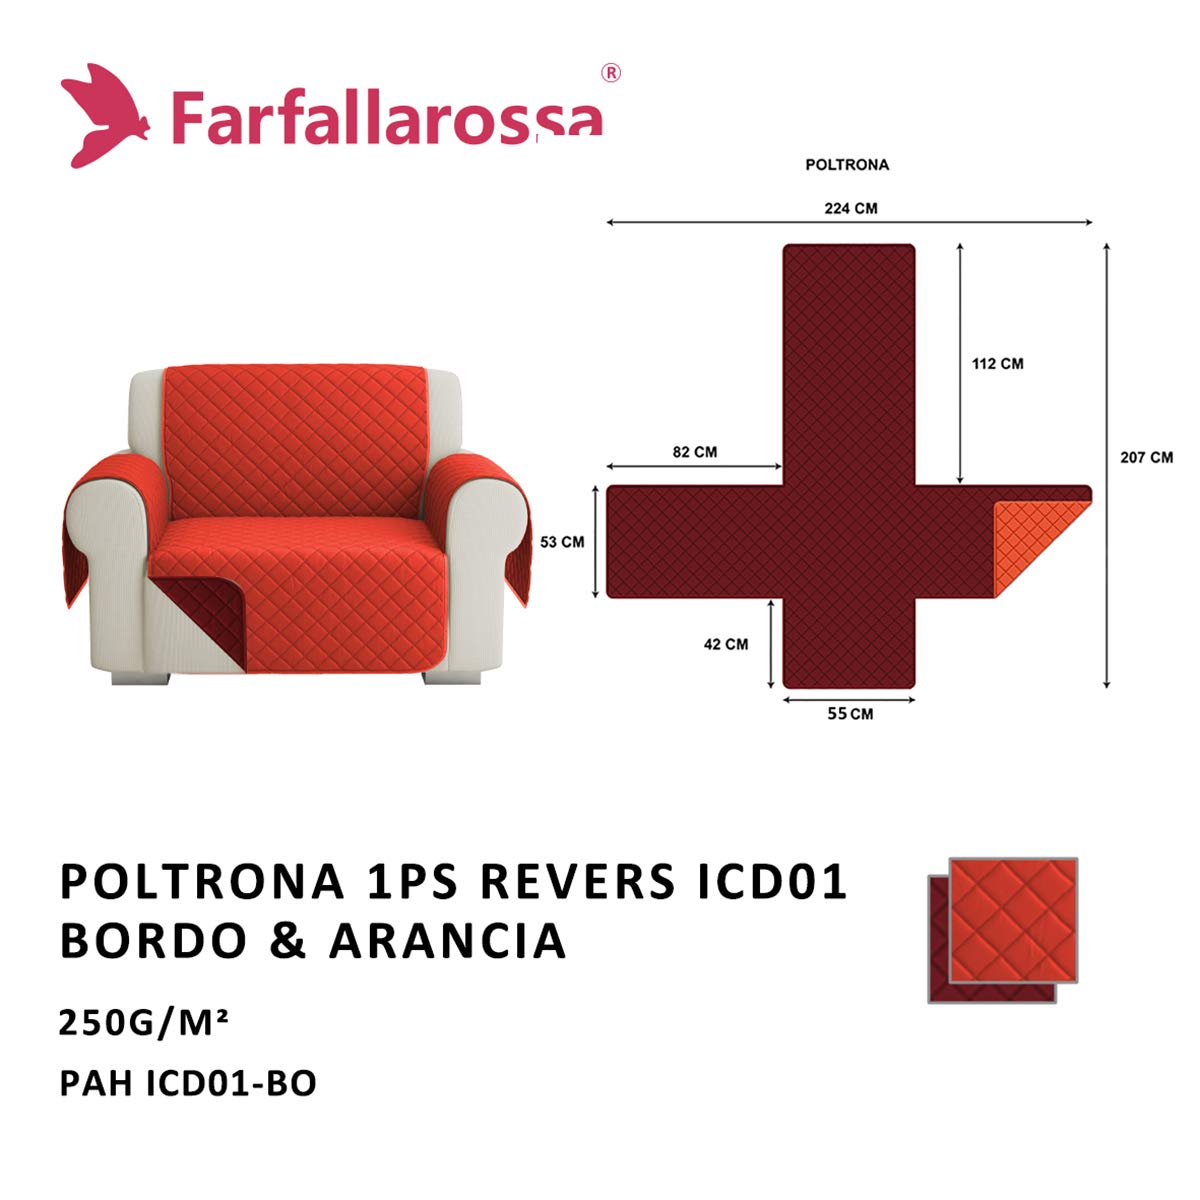 Farfallarossa®
POLTRONA
224 CM
112 CM
82 CM
207 CM
53 CM
42 CM
55 CM
POLTRONA 1PS REVERS ICD01
BORDO & ARANCIA
250G/M²
PAH ICD01-BO